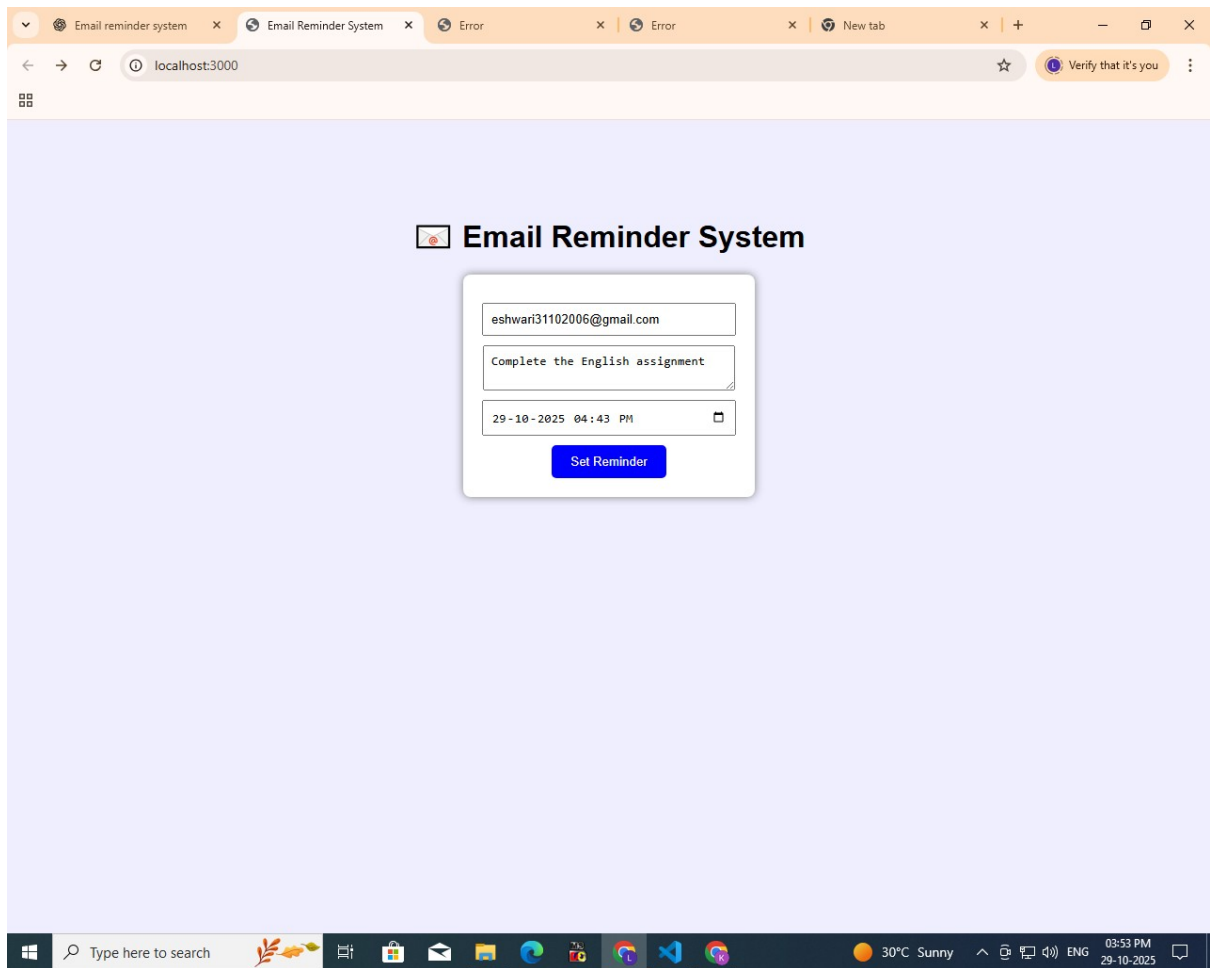 Email reminder system
Email Reminder System
Error
Error
New tab
localhost:3000
L
Verify that it's you
Email Reminder System
eshwari31102006@gmail.com
Complete the English assignment
29-10-2025 04:43 PM
Set Reminder
Type here to search
30°C Sunny
ENG
03:53 PM
29-10-2025